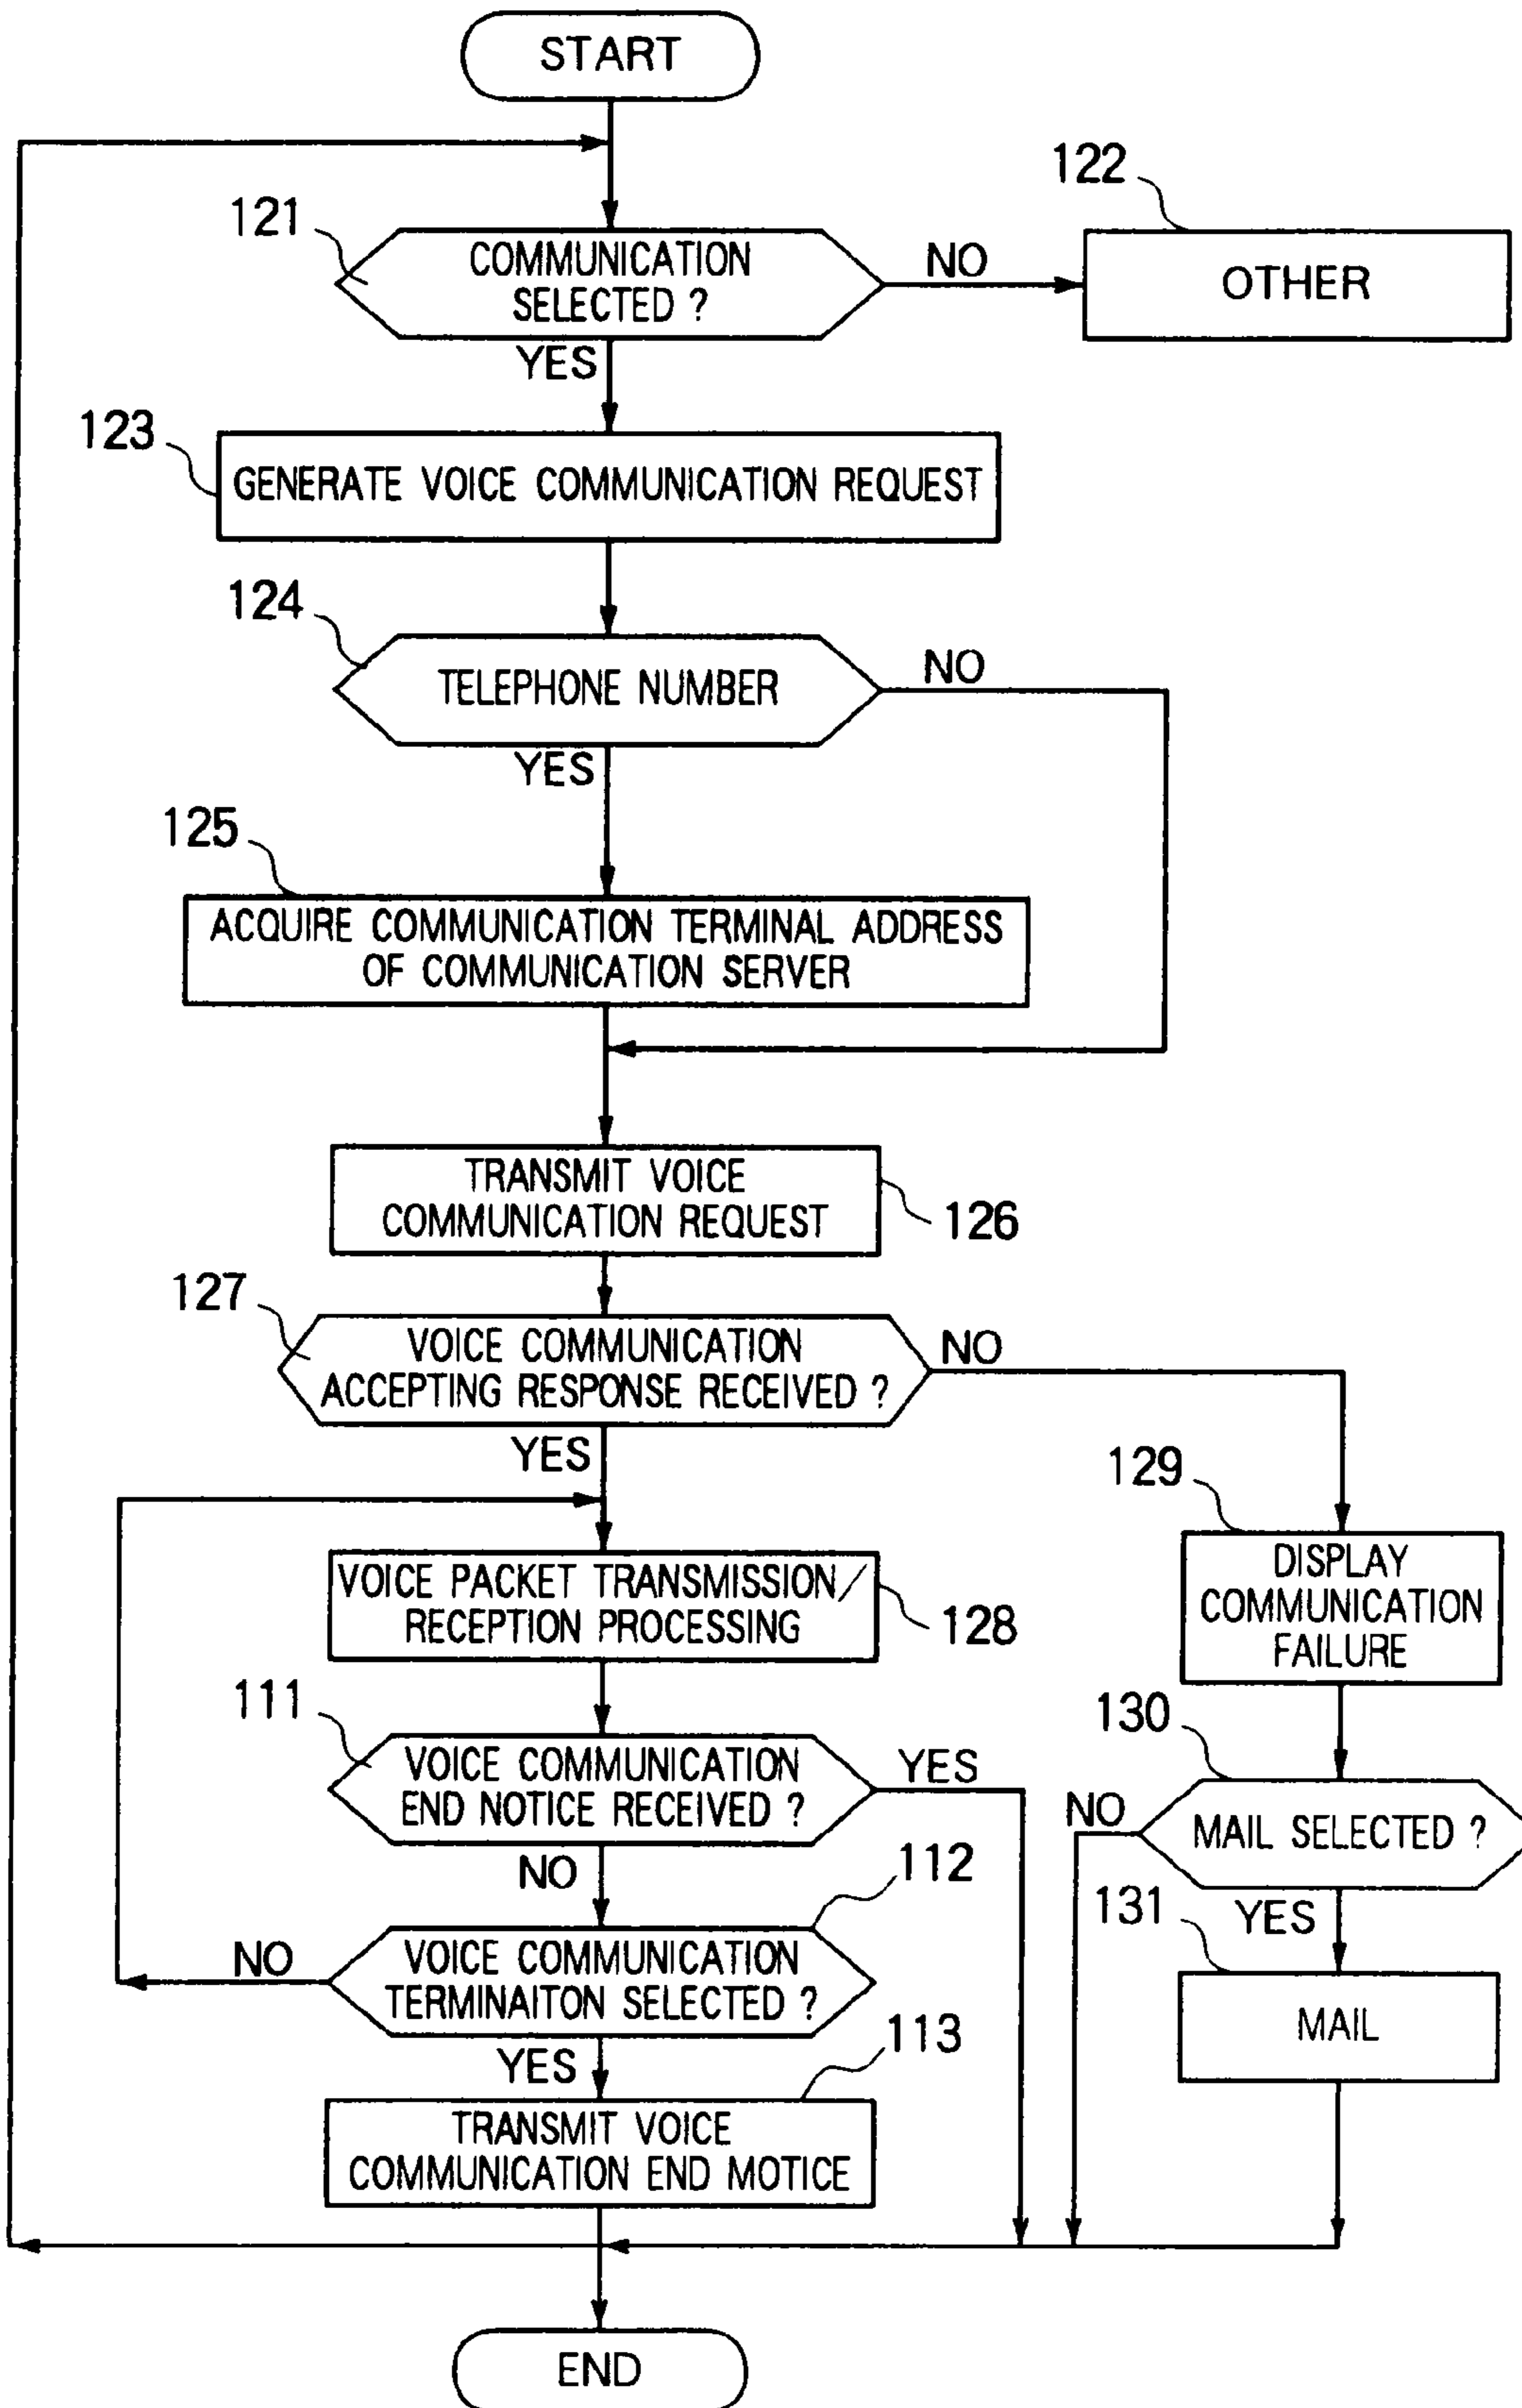 START
121
COMMUNICATION
SELECTED ?
NO
122
OTHER
YES
123
GENERATE VOICE COMMUNICATION REQUEST
124
TELEPHONE NUMBER
NO
YES
125
ACQUIRE COMMUNICATION TERMINAL ADDRESS
OF COMMUNICATION SERVER
TRANSMIT VOICE
COMMUNICATION REQUEST
126
127
VOICE COMMUNICATION
ACCEPTING RESPONSE RECEIVED ?
NO
YES
129
DISPLAY
COMMUNICATION
FAILURE
VOICE PACKET TRANSMISSION/
RECEPTION PROCESSING
128
111
VOICE COMMUNICATION
END NOTICE RECEIVED ?
YES
NO
130
MAIL SELECTED ?
NO
YES
131
MAIL
112
VOICE COMMUNICATION
TERMINAITON SELECTED ?
NO
YES
113
TRANSMIT VOICE
COMMUNICATION END MOTICE
END